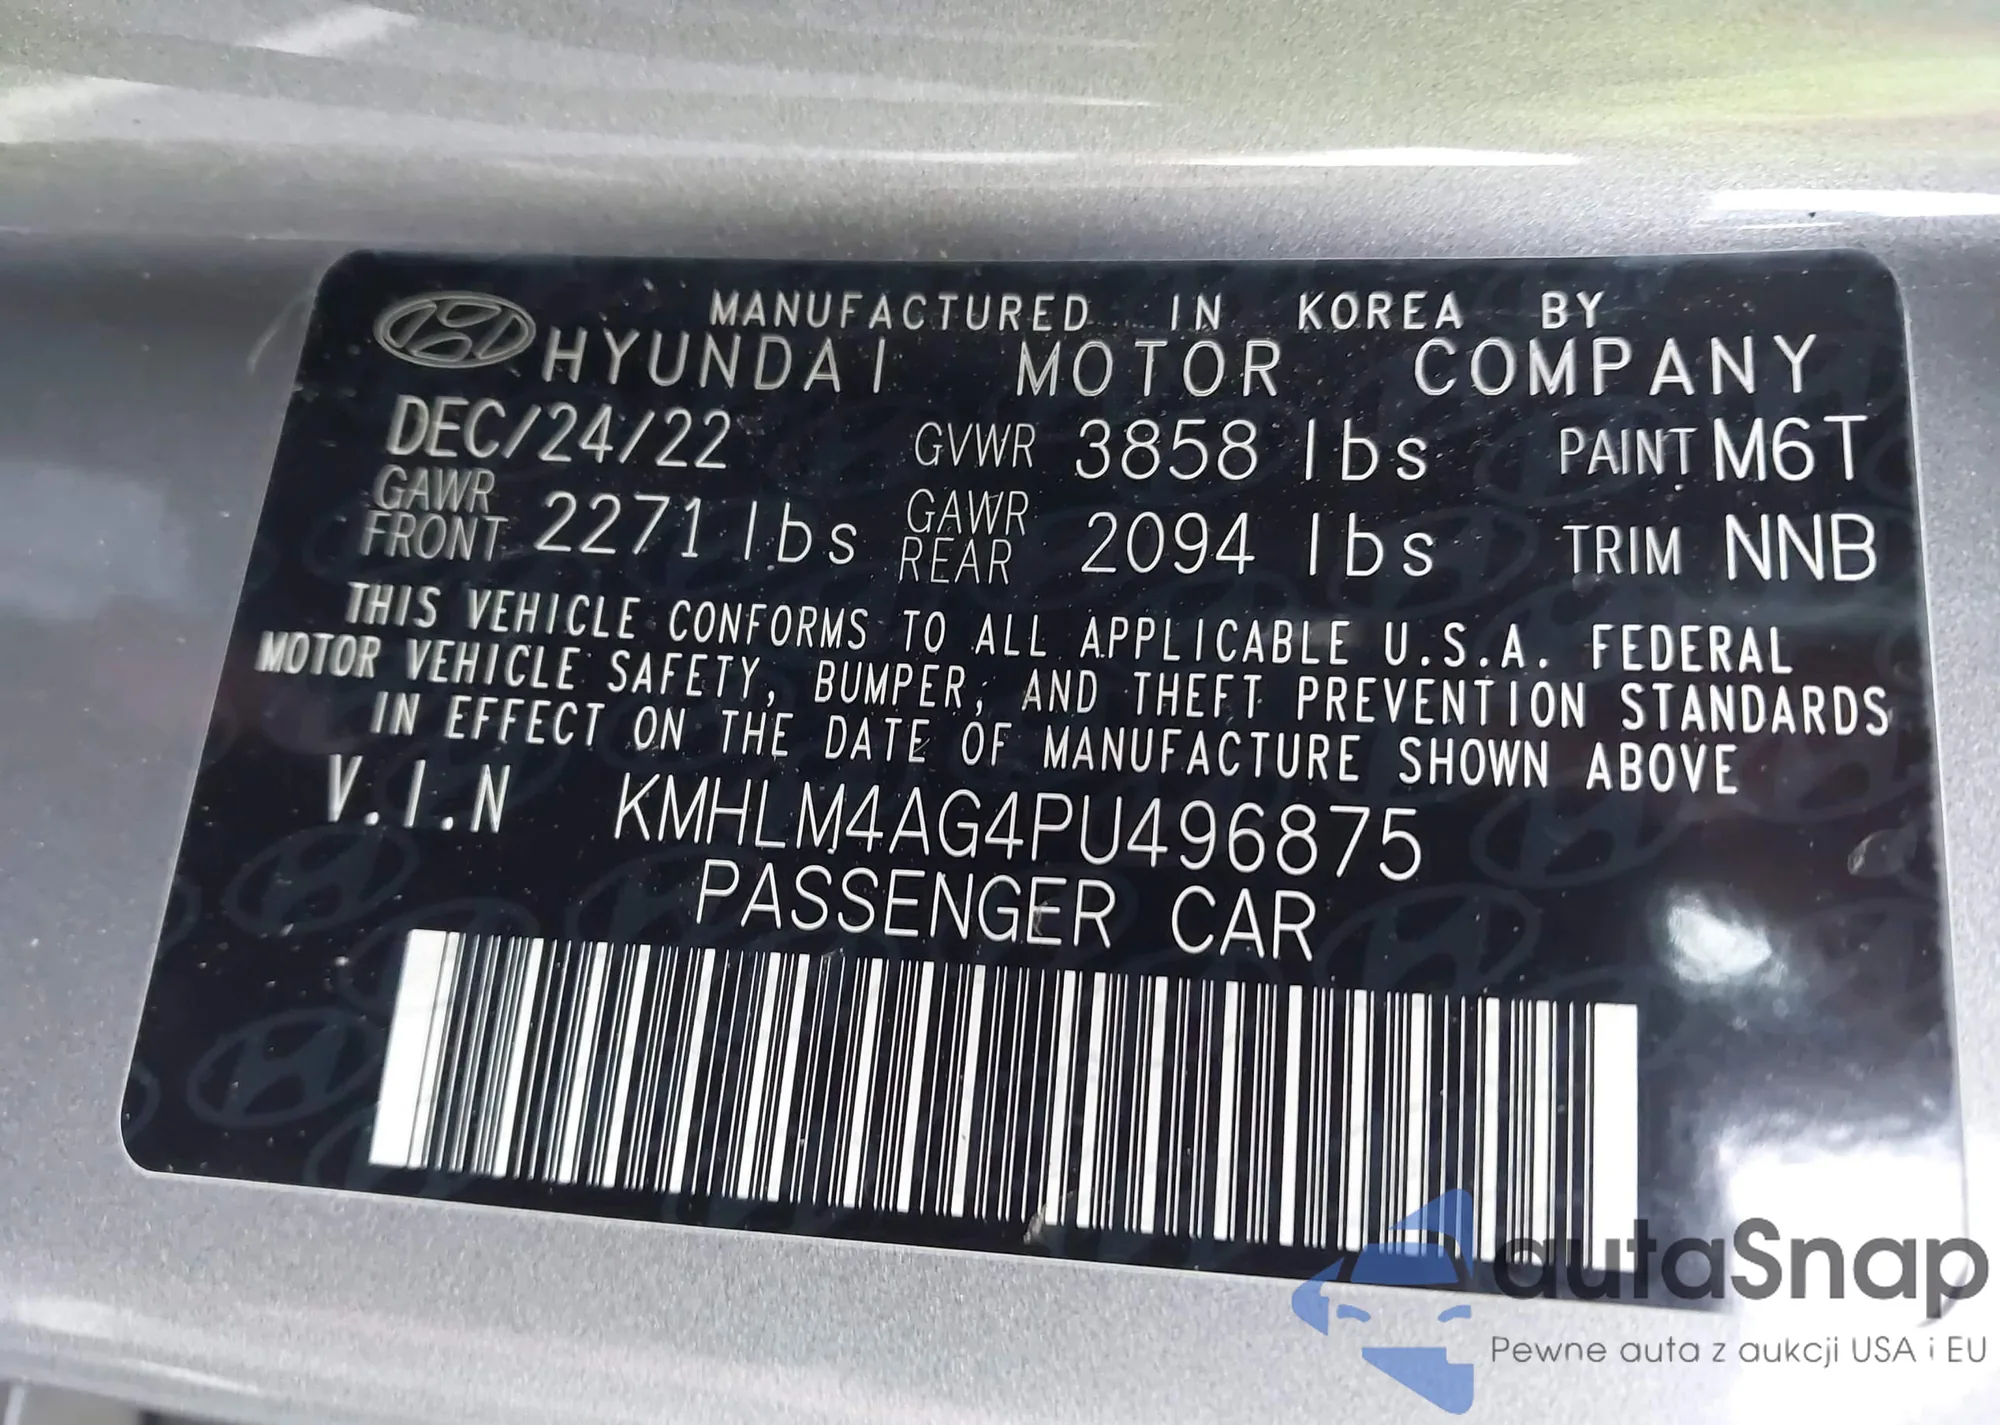 MANUFACTURED IN KOREA BY
HYUNDAI MOTOR COMPANY
DEC/24/22 GVWR 3858 lbs PAINT M6T
GAWR FRONT 2271 lbs GAWR REAR 2094 lbs TRIM NNB
THIS VEHICLE CONFORMS TO ALL APPLICABLE U.S.A. FEDERAL
MOTOR VEHICLE SAFETY, BUMPER, AND THEFT PREVENTION STANDARDS
IN EFFECT ON THE DATE OF MANUFACTURE SHOWN ABOVE
V.I.N KMHLM4AG4PU496875
PASSENGER CAR
autaSnap
Pewne auta z aukcji USA i EU